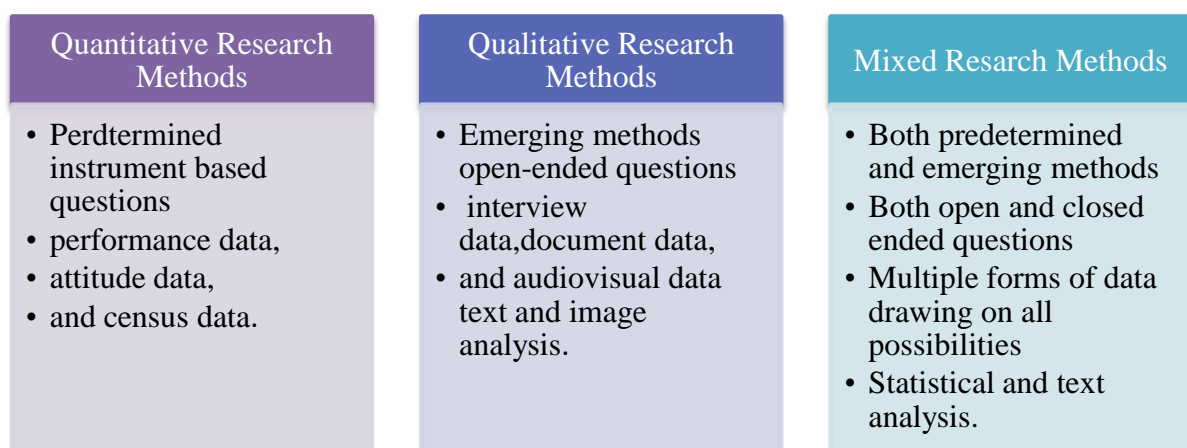 Quantitative Research
Methods
• Perdtermined
instrument based
questions
• performance data,
• attitude data,
• and census data.
Qualitative Research
Methods
• Emerging methods
open-ended questions
• interview
data,document data,
• and audiovisual data
text and image
analysis.
Mixed Resarch Methods
• Both predetermined
and emerging methods
• Both open and closed
ended questions
• Multiple forms of data
drawing on all
possibilities
• Statistical and text
analysis.